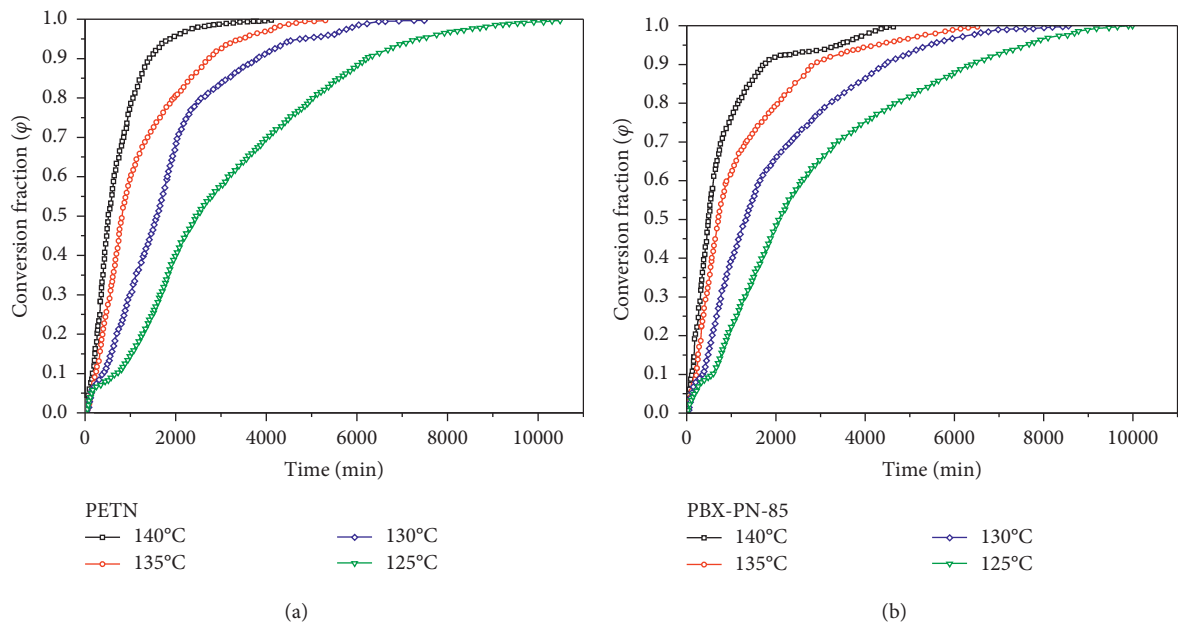 Conversion fraction (φ)
1.0
0.9
0.8
0.7
0.6
0.5
0.4
0.3
0.2
0.1
0.0
0 2000 4000 6000 8000 10000
Time (min)
PETN
140°C 130°C
135°C 125°C
(a)
Conversion fraction (φ)
1.0
0.9
0.8
0.7
0.6
0.5
0.4
0.3
0.2
0.1
0.0
0 2000 4000 6000 8000 10000
Time (min)
PBX-PN-85
140°C 130°C
135°C 125°C
(b)